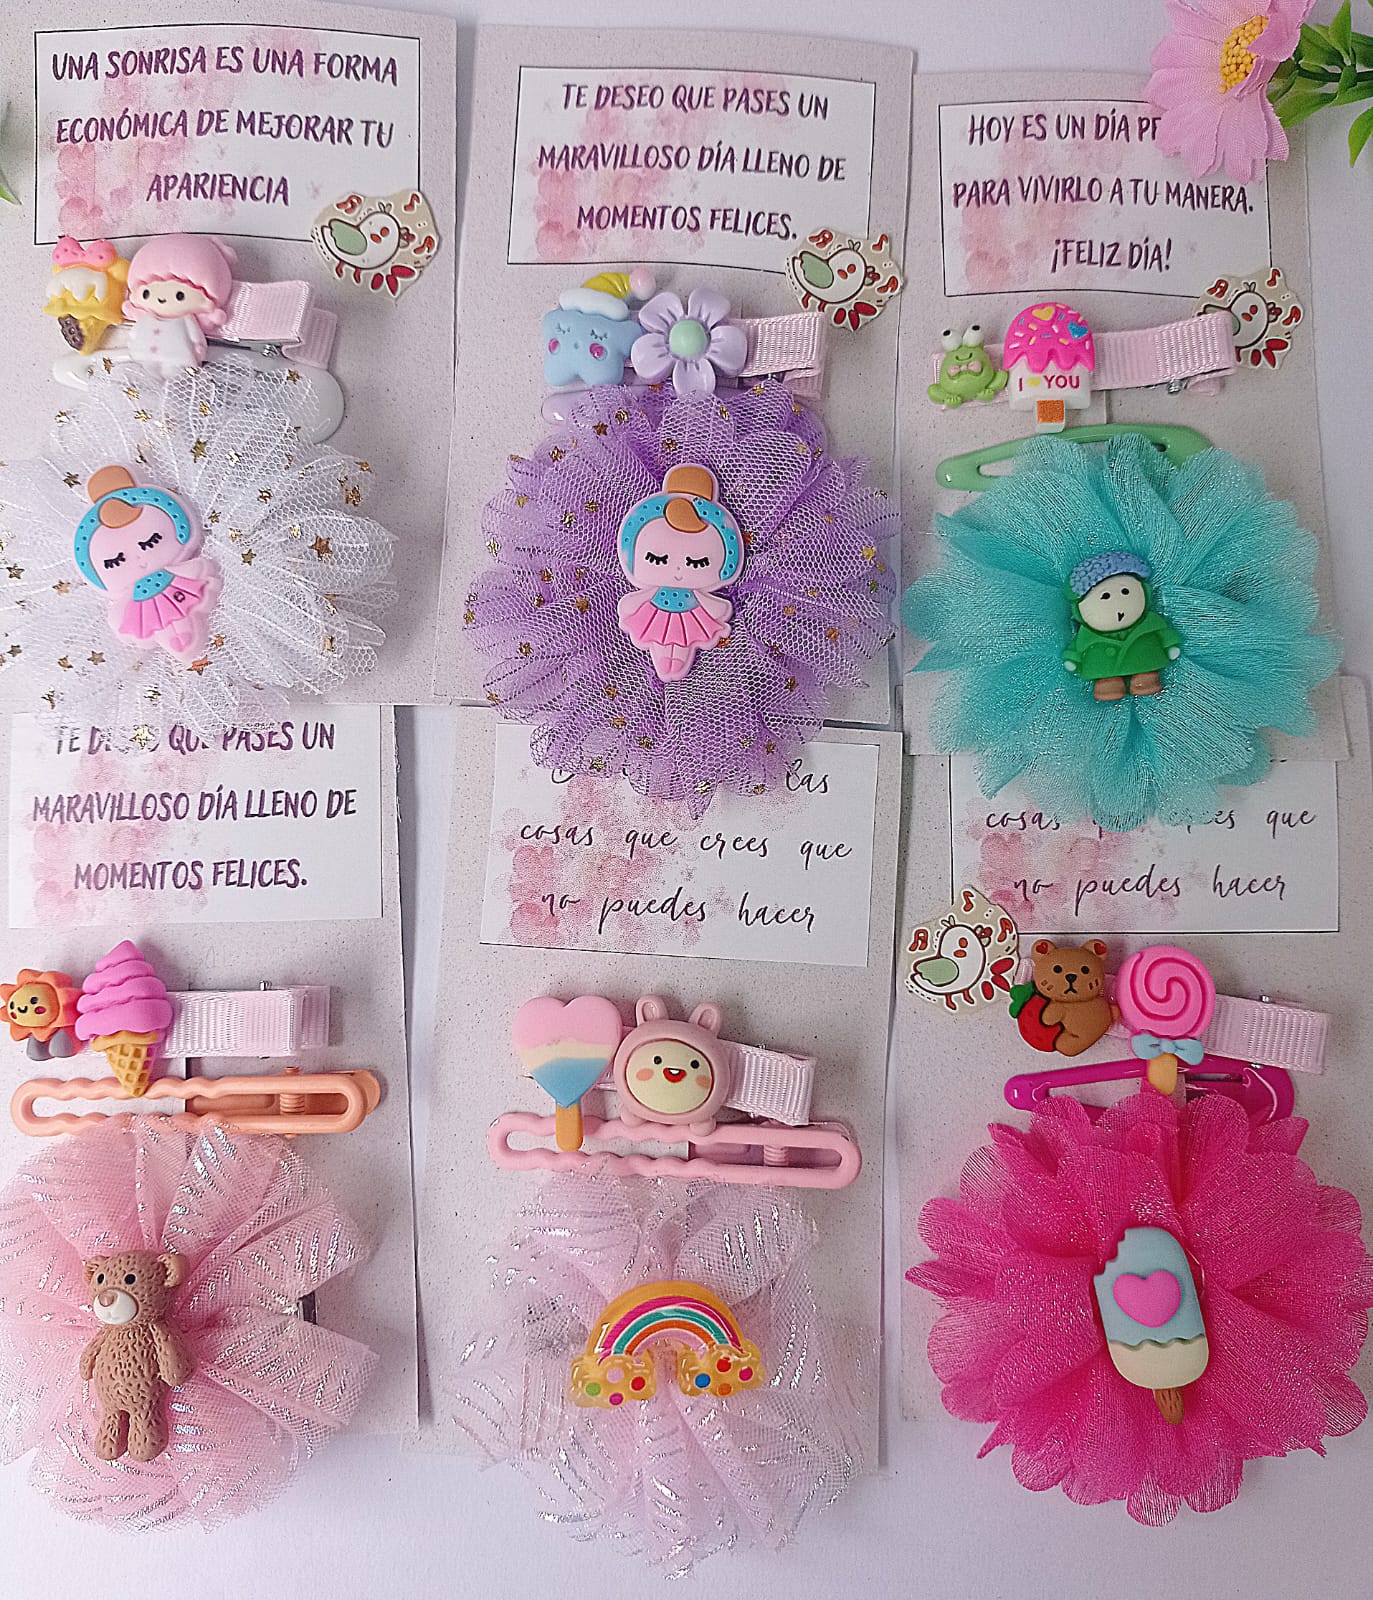 UNA SONRISA ES UNA FORMA
ECONÓMICA DE MEJORAR TU
APARIENCIA
TE DESEO QUE PASES UN
MARAVILLOSO DÍA LLENO DE
MOMENTOS FELICES.
HOY ES UN DÍA
PARA VIVIRLO A TU MANERA.
¡FELIZ DÍA!
I YOU
PASES UN
MARAVILLOSO DÍA LLENO DE
MOMENTOS FELICES.
las
cosas que crees que
no puedes hacer
que
no puedes hacer